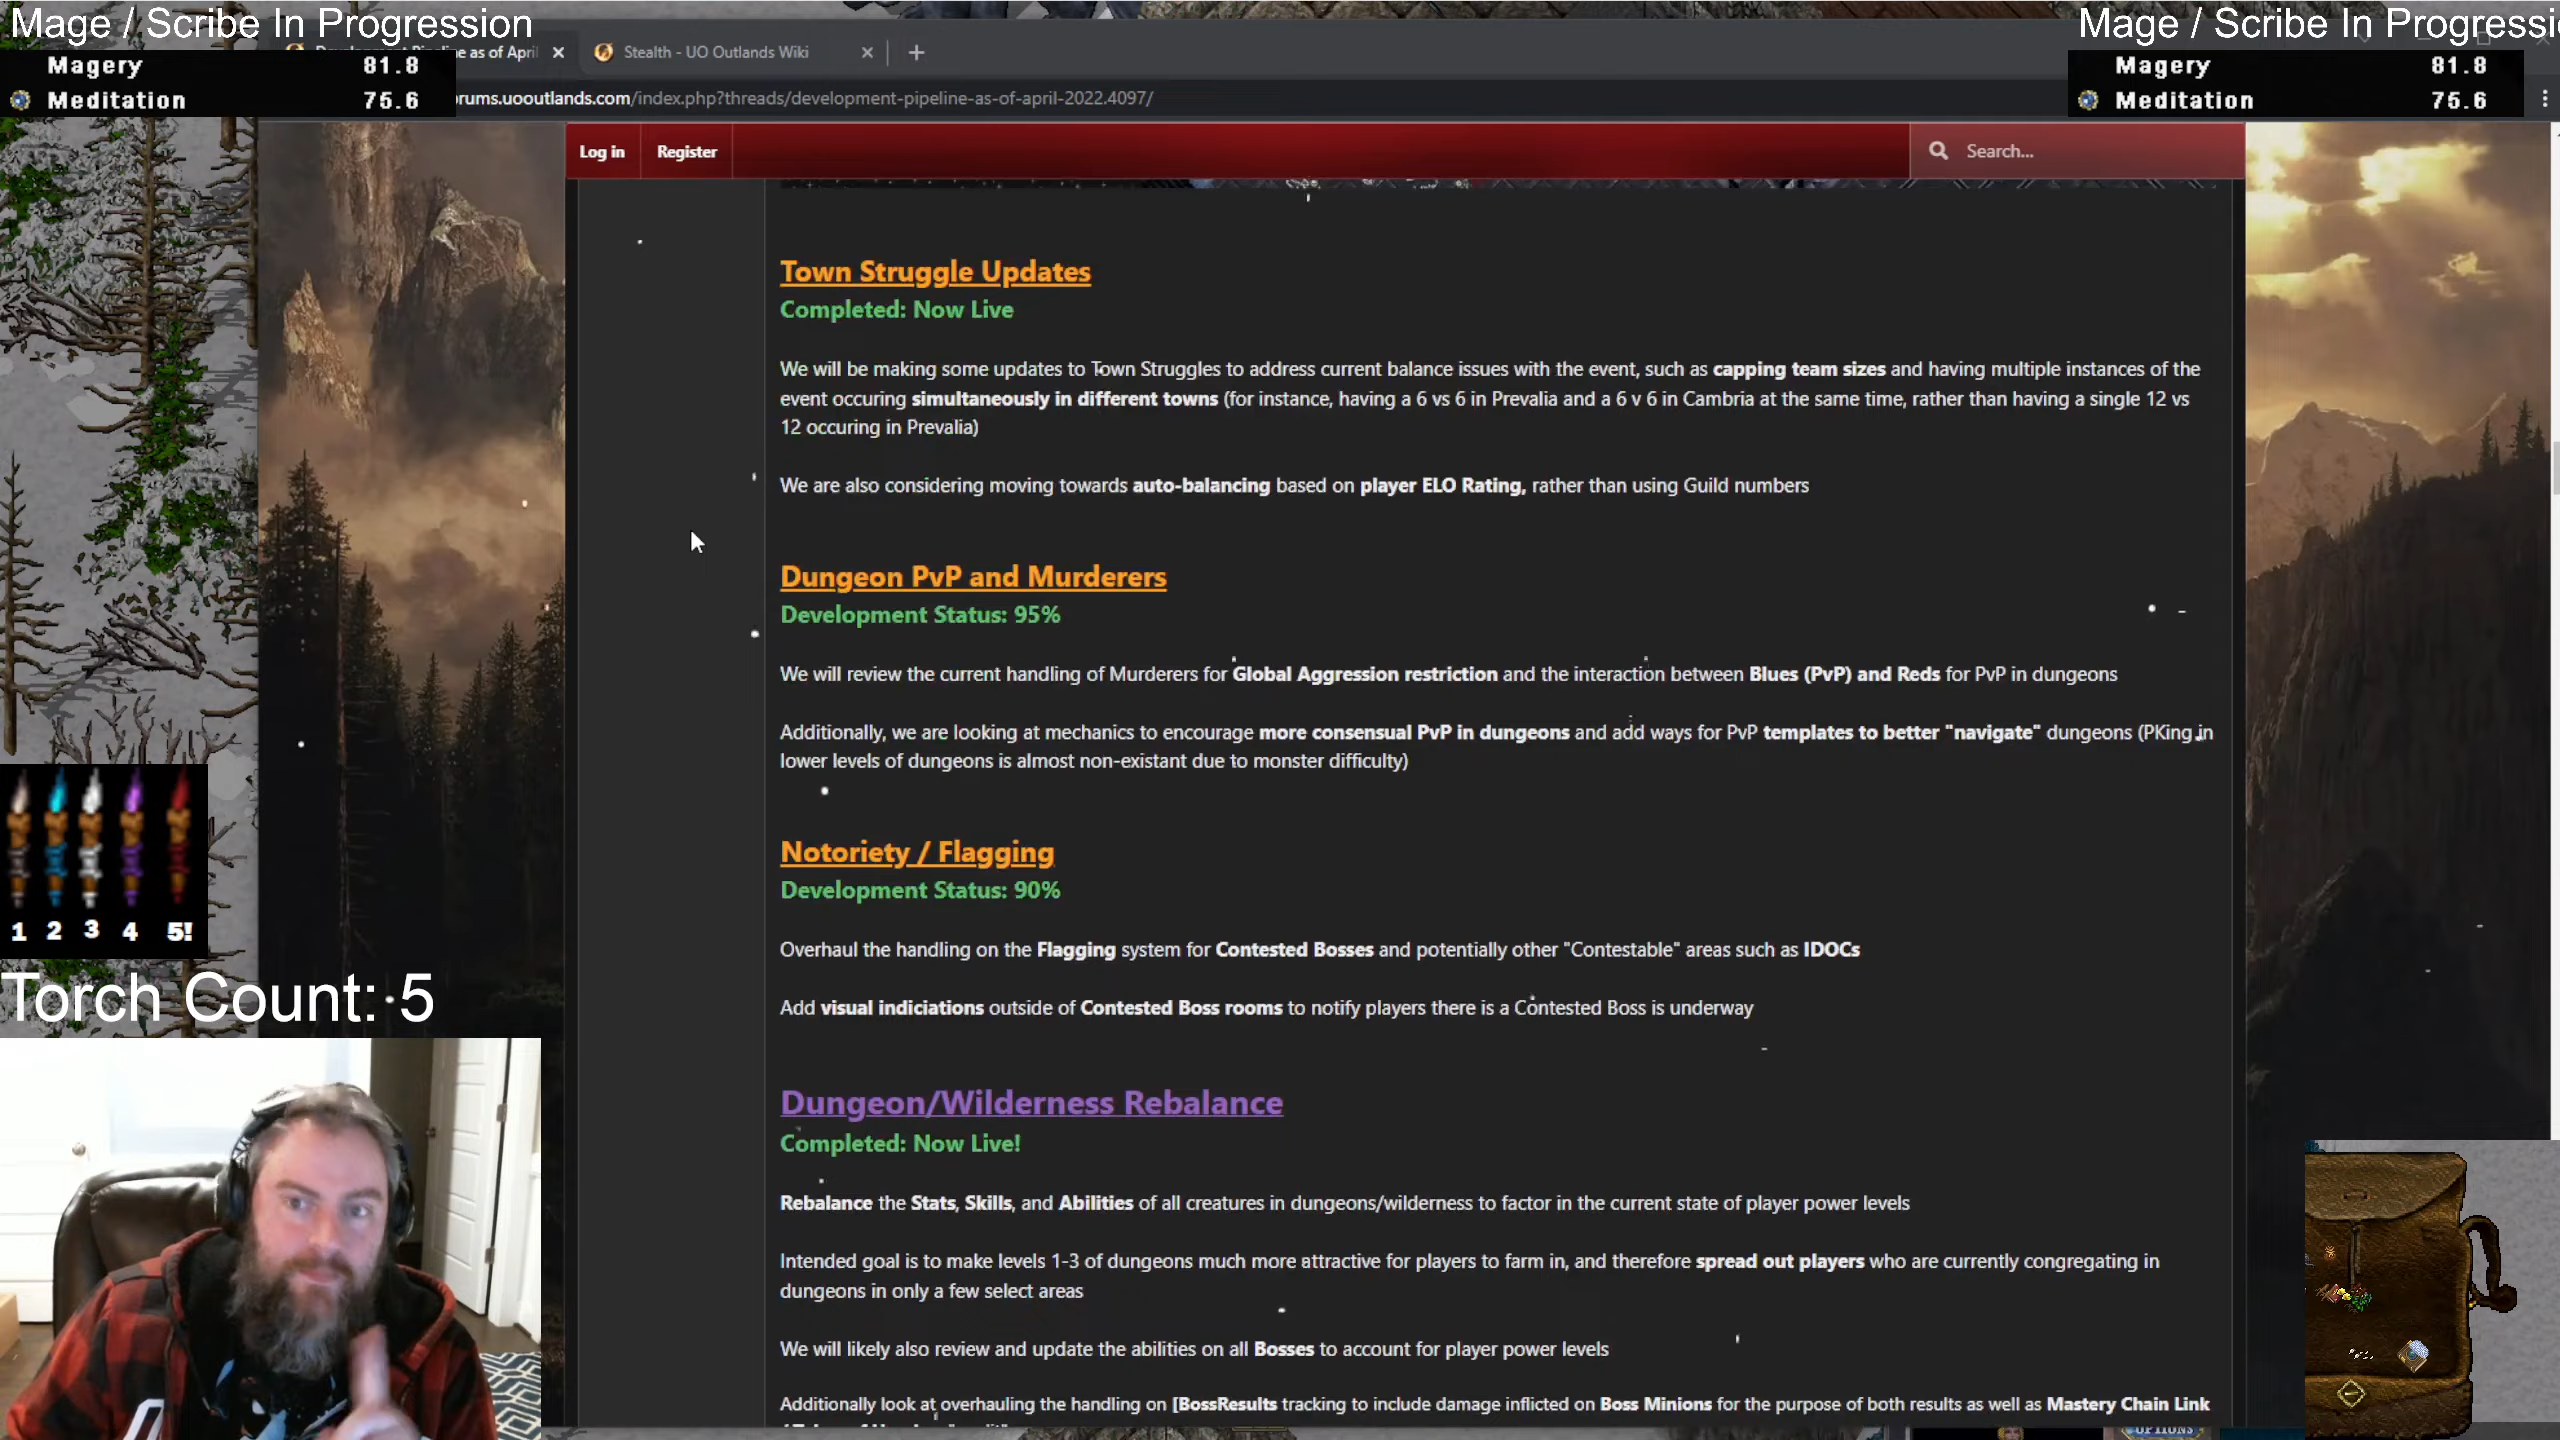 Mage / Scribe In Progression
Mage / Scribe In Progressi
Magery 81.8
Meditation 75.6
Magery 81.8
Meditation 75.6
Development Pipeline as of April
Stealth - UO Outlands Wiki
orums.uooutlands.com/index.php?threads/development-pipeline-as-of-april-2022.4097/
Log in
Register
Search...
Town Struggle Updates
Completed: Now Live
We will be making some updates to Town Struggles to address current balance issues with the event, such as capping team sizes and having multiple instances of the
event occuring simultaneously in different towns (for instance, having a 6 vs 6 in Prevalia and a 6 v 6 in Cambria at the same time, rather than having a single 12 vs
12 occuring in Prevalia)
We are also considering moving towards auto-balancing based on player ELO Rating, rather than using Guild numbers
Dungeon PvP and Murderers
Development Status: 95%
We will review the current handling of Murderers for Global Aggression restriction and the interaction between Blues (PvP) and Reds for PvP in dungeons
Additionally, we are looking at mechanics to encourage more consensual PvP in dungeons and add ways for PvP templates to better "navigate" dungeons (PKing in
lower levels of dungeons is almost non-existant due to monster difficulty)
Notoriety / Flagging
Development Status: 90%
Overhaul the handling on the Flagging system for Contested Bosses and potentially other "Contestable" areas such as IDOCs
Add visual indiciations outside of Contested Boss rooms to notify players there is a Contested Boss is underway
Dungeon/Wilderness Rebalance
Completed: Now Live!
Rebalance the Stats, Skills, and Abilities of all creatures in dungeons/wilderness to factor in the current state of player power levels
Intended goal is to make levels 1-3 of dungeons much more attractive for players to farm in, and therefore spread out players who are currently congregating in
dungeons in only a few select areas
We will likely also review and update the abilities on all Bosses to account for player power levels
Additionally look at overhauling the handling on [BossResults tracking to include damage inflicted on Boss Minions for the purpose of both results as well as Mastery Chain Link
1 2 3 4 5!
Torch Count: 5
OPTIONS